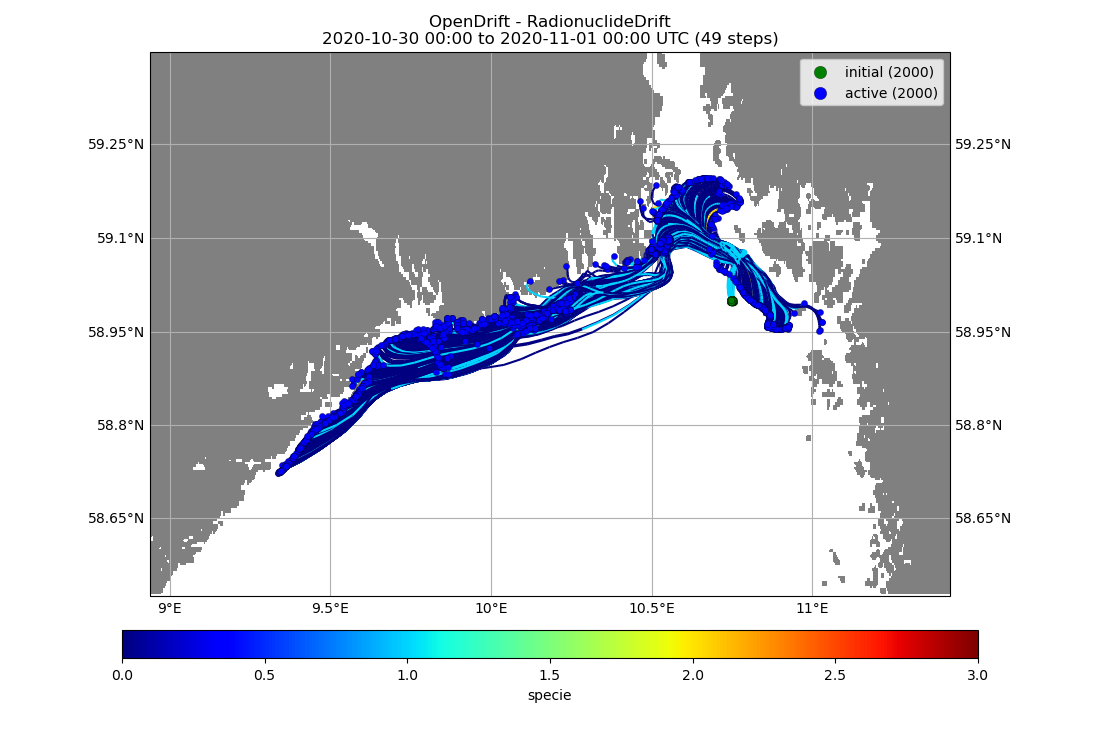 OpenDrift - RadionuclideDrift
2020-10-30 00:00 to 2020-11-01 00:00 UTC (49 steps)
initial (2000)
active (2000)
59.25°N 59.25°N
59.1°N 59.1°N
58.95°N 58.95°N
58.8°N 58.8°N
58.65°N 58.65°N
9°E 9.5°E 10°E 10.5°E 11°E
0.0 0.5 1.0 1.5 2.0 2.5 3.0
specie